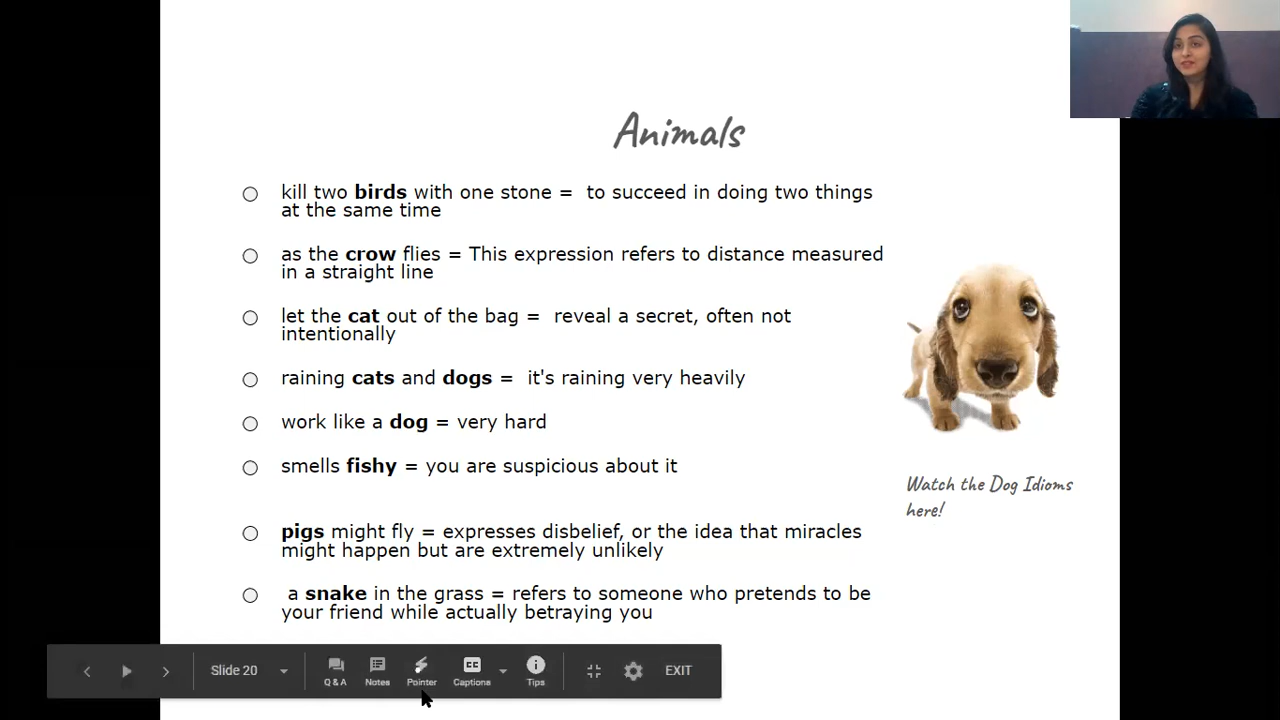 Animals
kill two birds with one stone =  to succeed in doing two things
at the same time
as the crow flies = This expression refers to distance measured
in a straight line
let the cat out of the bag =  reveal a secret, often not
intentionally
raining cats and dogs =  it's raining very heavily
work like a dog = very hard
smells fishy = you are suspicious about it
pigs might fly = expresses disbelief, or the idea that miracles
might happen but are extremely unlikely
a snake in the grass = refers to someone who pretends to be
your friend while actually betraying you
Watch the Dog Idioms
here!
Slide 20
Q & A
Notes
Pointer
CC
Captions
Tips
EXIT